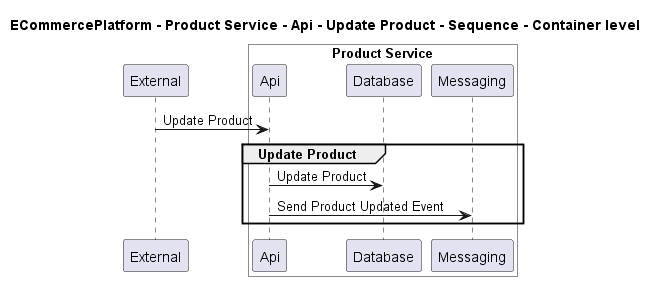 ECommercePlatform - Product Service - Api - Update Product - Sequence - Container level
Product Service
External Api Database Messaging
Update Product
Update Product
Update Product
Send Product Updated Event
External Api Database Messaging